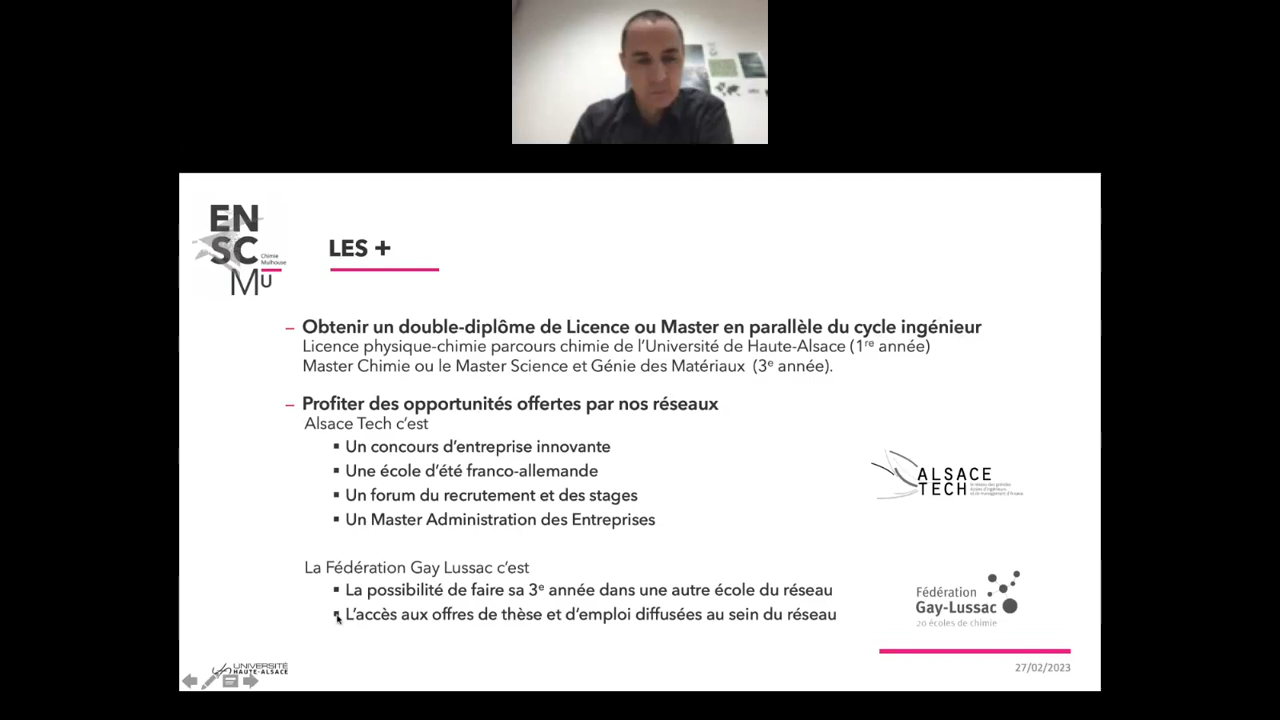 EN
SC
MU
Chimie
Mulhouse
LES +
– Obtenir un double-diplôme de Licence ou Master en parallèle du cycle ingénieur
Licence physique-chimie parcours chimie de l'Université de Haute-Alsace (1re année)
Master Chimie ou le Master Science et Génie des Matériaux (3e année).
– Profiter des opportunités offertes par nos réseaux
Alsace Tech c'est
▪ Un concours d'entreprise innovante
▪ Une école d'été franco-allemande
▪ Un forum du recrutement et des stages
▪ Un Master Administration des Entreprises
ALSACE
TECH
La Fédération Gay Lussac c'est
▪ La possibilité de faire sa 3e année dans une autre école du réseau
▪ L'accès aux offres de thèse et d'emploi diffusées au sein du réseau
Fédération
Gay-Lussac
20 écoles de chimie
UNIVERSITÉ
HAUTE-ALSACE
27/02/2023